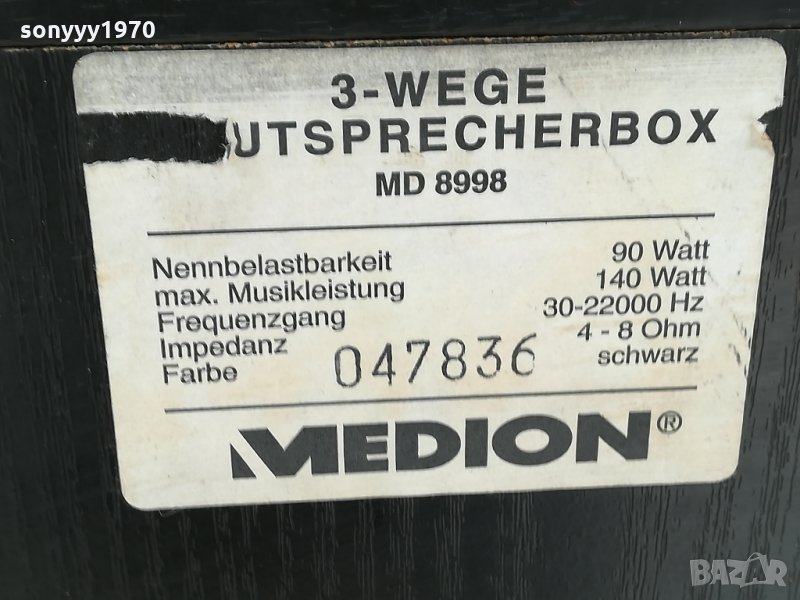 sonyyy1970
3-WEGE
UTSPRECHERBOX
MD 8998
Nennbelastbarkeit 90 Watt
max. Musikleistung 140 Watt
Frequenzgang 30-22000 Hz
Impedanz 4 - 8 Ohm
Farbe schwarz
047836
MEDION®
BAZAR